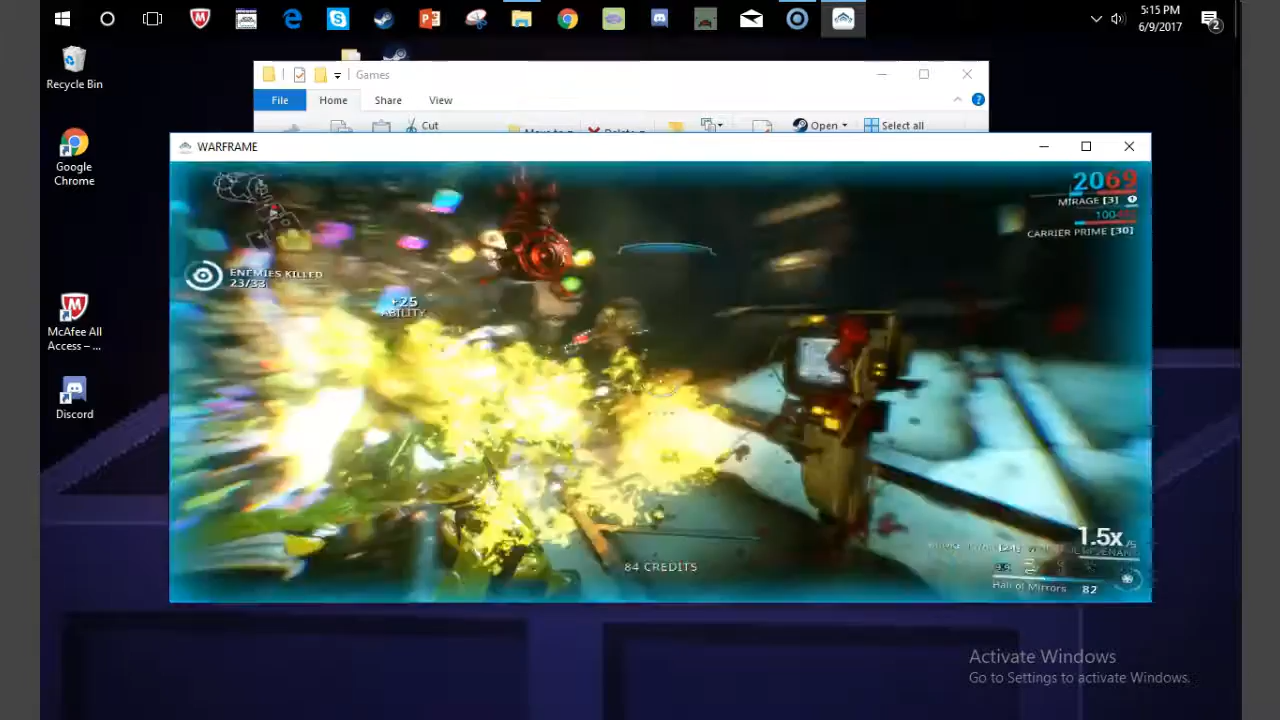 5:15 PM
6/9/2017
2
Recycle Bin
Games
File
Home
Share
View
Cut
Open
Select all
Google
Chrome
WARFRAME
2069
MIRAGE [3]
100
CARRIER PRIME [30]
ENEMIES KILLED
23/33
+25
ABILITY
McAfee All
Access – ...
Discord
1.5x
84 CREDITS
Hall of Mirrors 82
Activate Windows
Go to Settings to activate Windows.